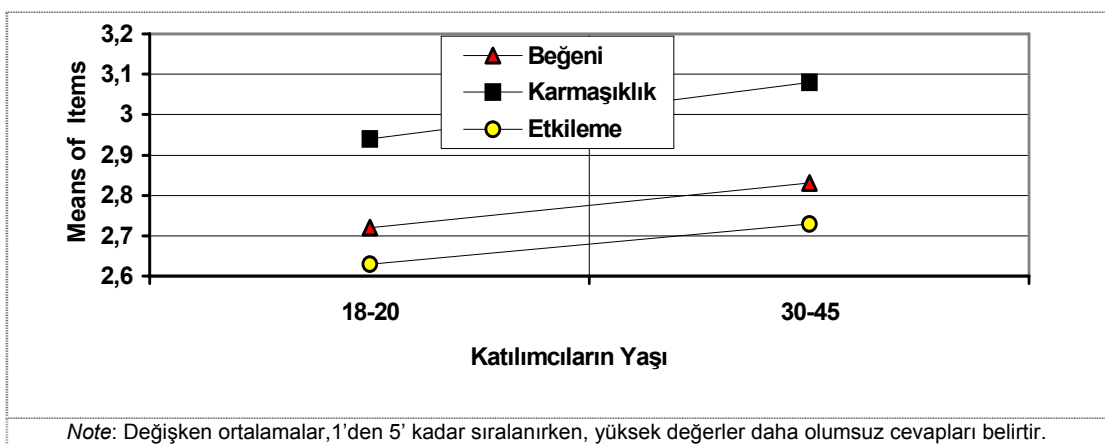 3,2
3,1
3
2,9
2,8
2,7
2,6
Means of Items
Beğeni
Karmaşıklık
Etkileme
18-20
30-45
Katılımcıların Yaşı
Note: Değişken ortalamalar,1’den 5’ kadar sıralanırken, yüksek değerler daha olumsuz cevapları belirtir.